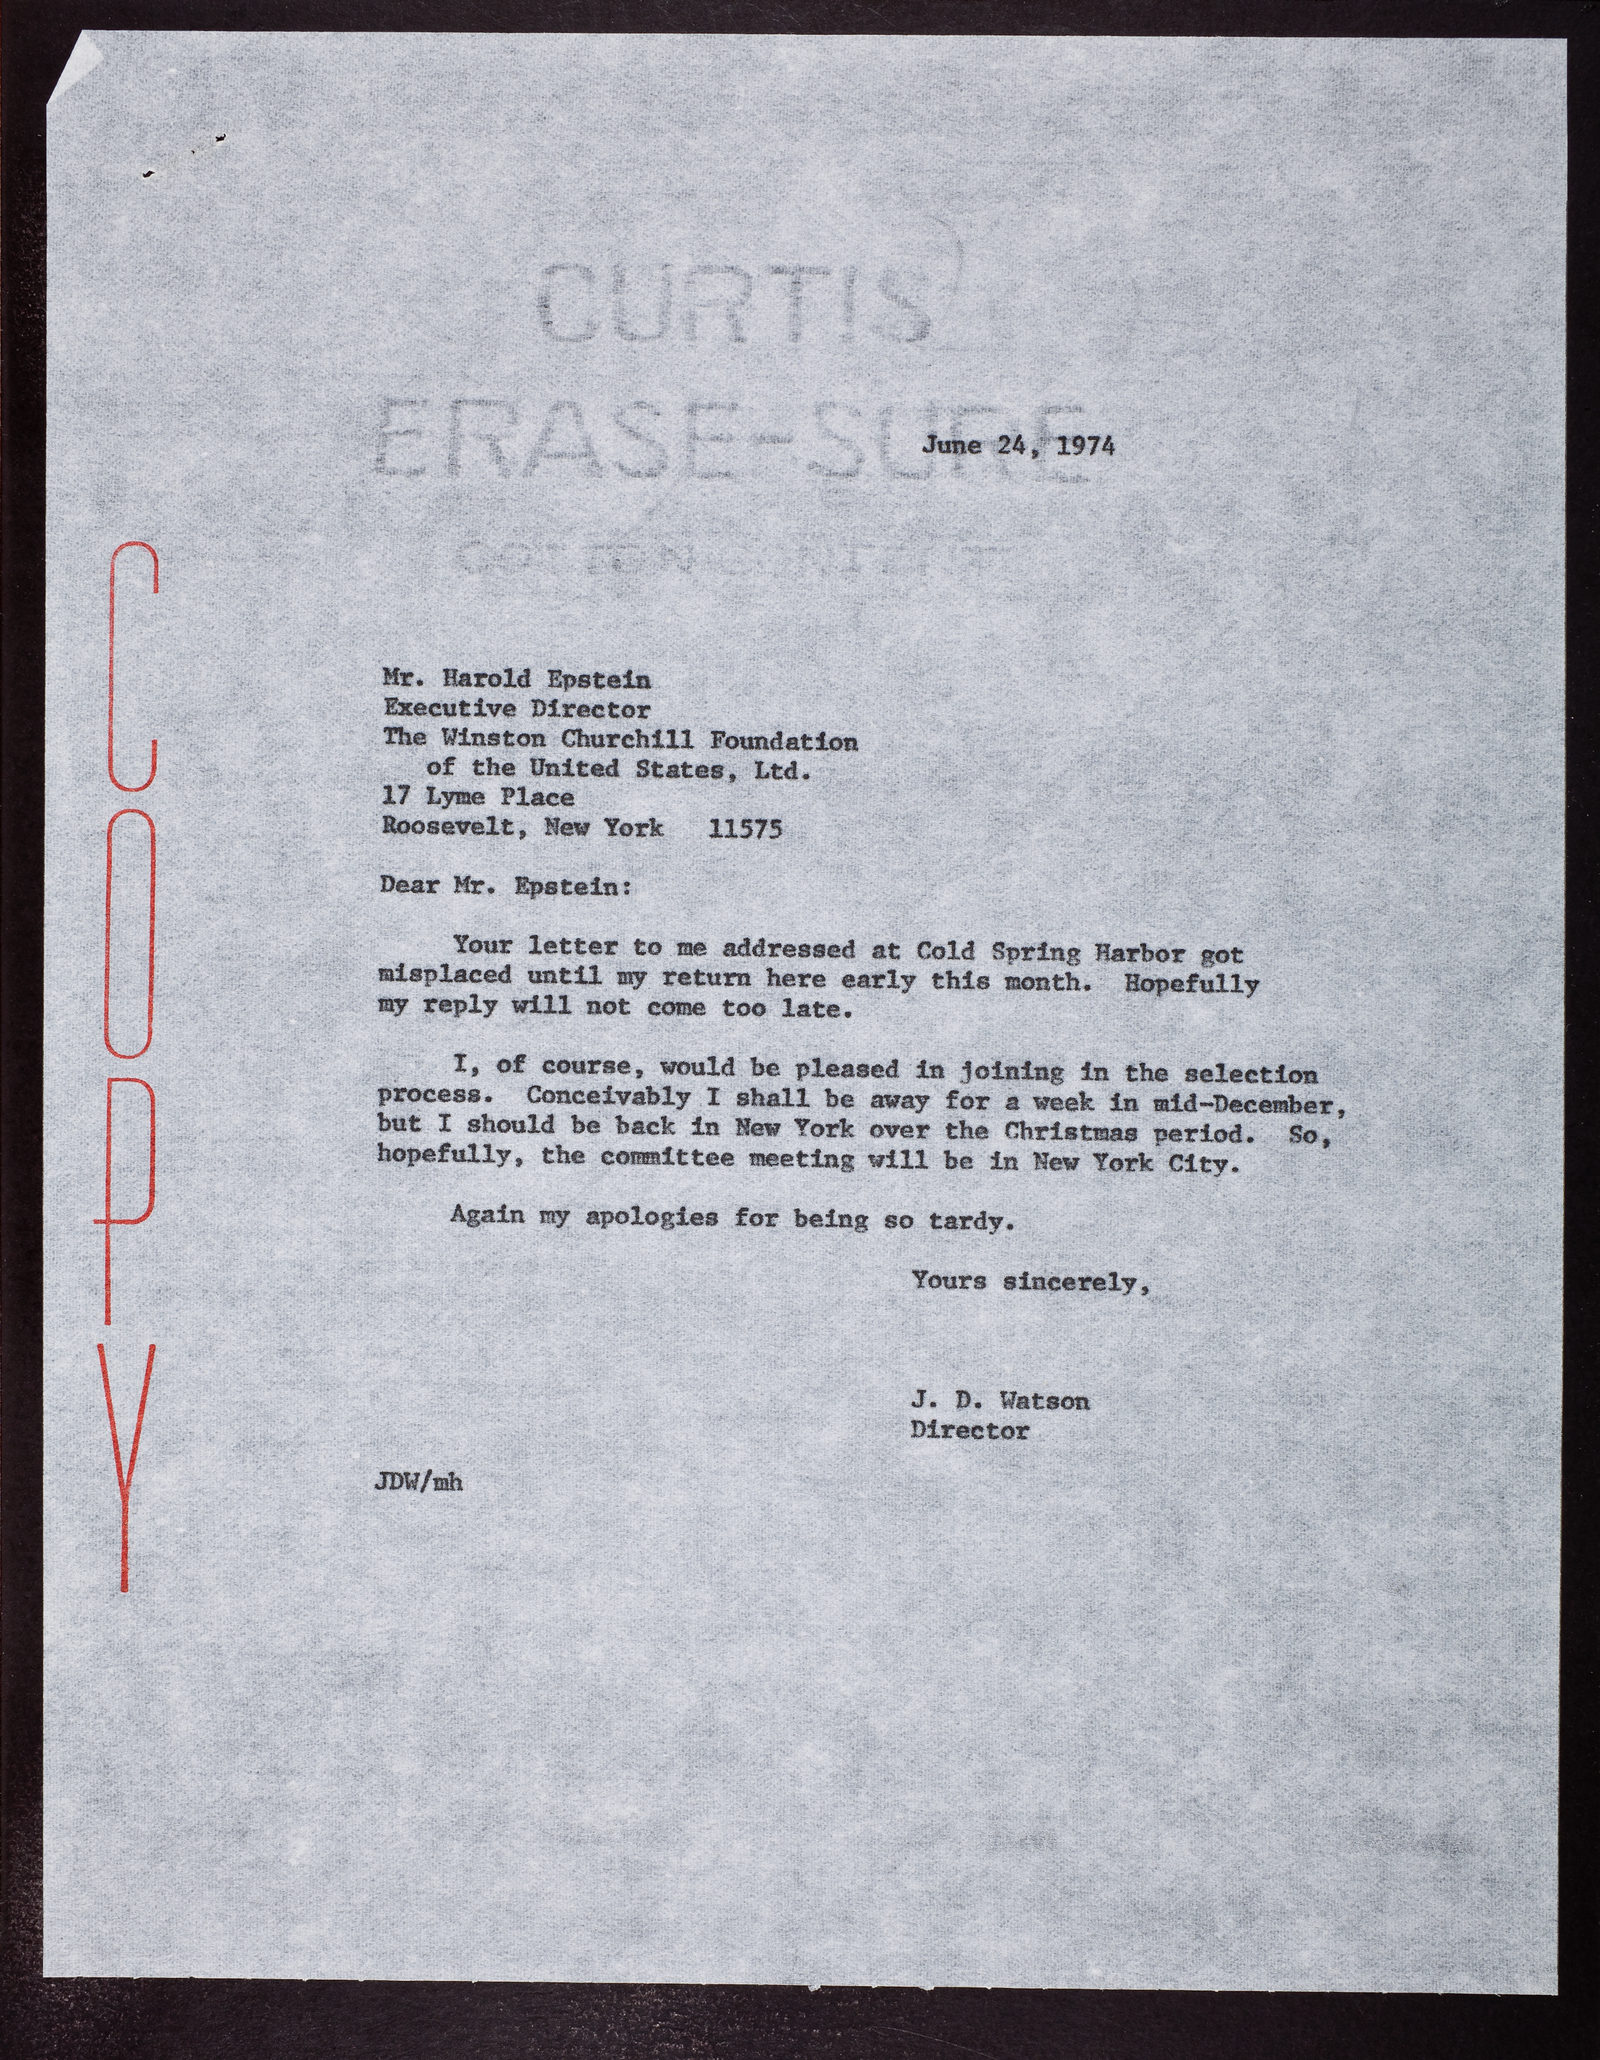 CURTIS
ERASE-SURE
June 24, 1974
COTTON CONTENT
COPY
Mr. Harold Epstein
Executive Director
The Winston Churchill Foundation
of the United States, Ltd.
17 Lyme Place
Roosevelt, New York 11575
Dear Mr. Epstein:
Your letter to me addressed at Cold Spring Harbor got
misplaced until my return here early this month. Hopefully
my reply will not come too late.
I, of course, would be pleased in joining in the selection
process. Conceivably I shall be away for a week in mid-December,
but I should be back in New York over the Christmas period. So,
hopefully, the committee meeting will be in New York City.
Again my apologies for being so tardy.
Yours sincerely,
J. D. Watson
Director
JDW/mh